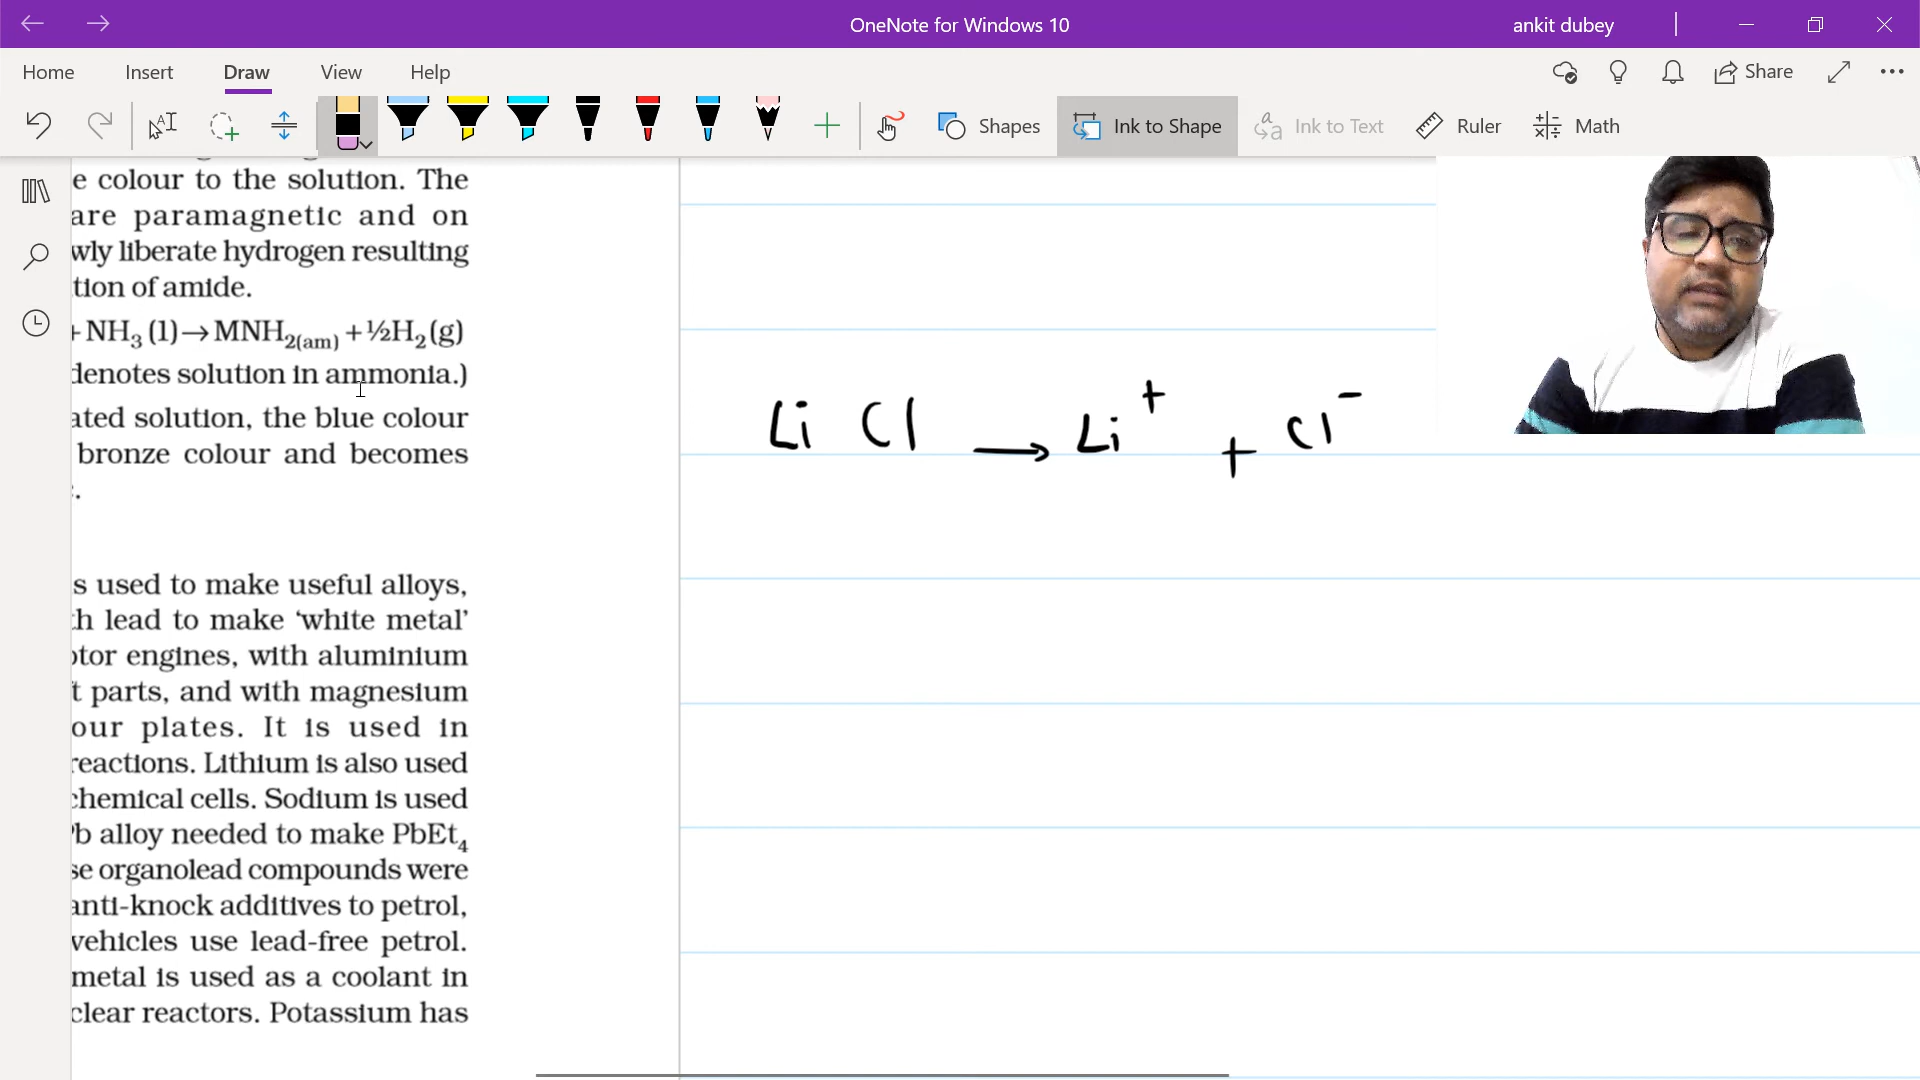 OneNote for Windows 10
ankit dubey
Home Insert Draw View Help
Share
Shapes Ink to Shape Ink to Text Ruler Math
e colour to the solution. The
are paramagnetic and on
wly liberate hydrogen resulting
tion of amide.
+ NH₃ (l)→ MNH₂(am) + ½H₂ (g)
denotes solution in ammonia.)
ated solution, the blue colour
bronze colour and becomes
.
s used to make useful alloys,
th lead to make ‘white metal’
otor engines, with aluminium
t parts, and with magnesium
our plates. It is used in
reactions. Lithium is also used
chemical cells. Sodium is used
Pb alloy needed to make PbEt₄
se organolead compounds were
anti-knock additives to petrol,
vehicles use lead-free petrol.
metal is used as a coolant in
clear reactors. Potassium has
Li Cl → Li⁺ + Cl⁻